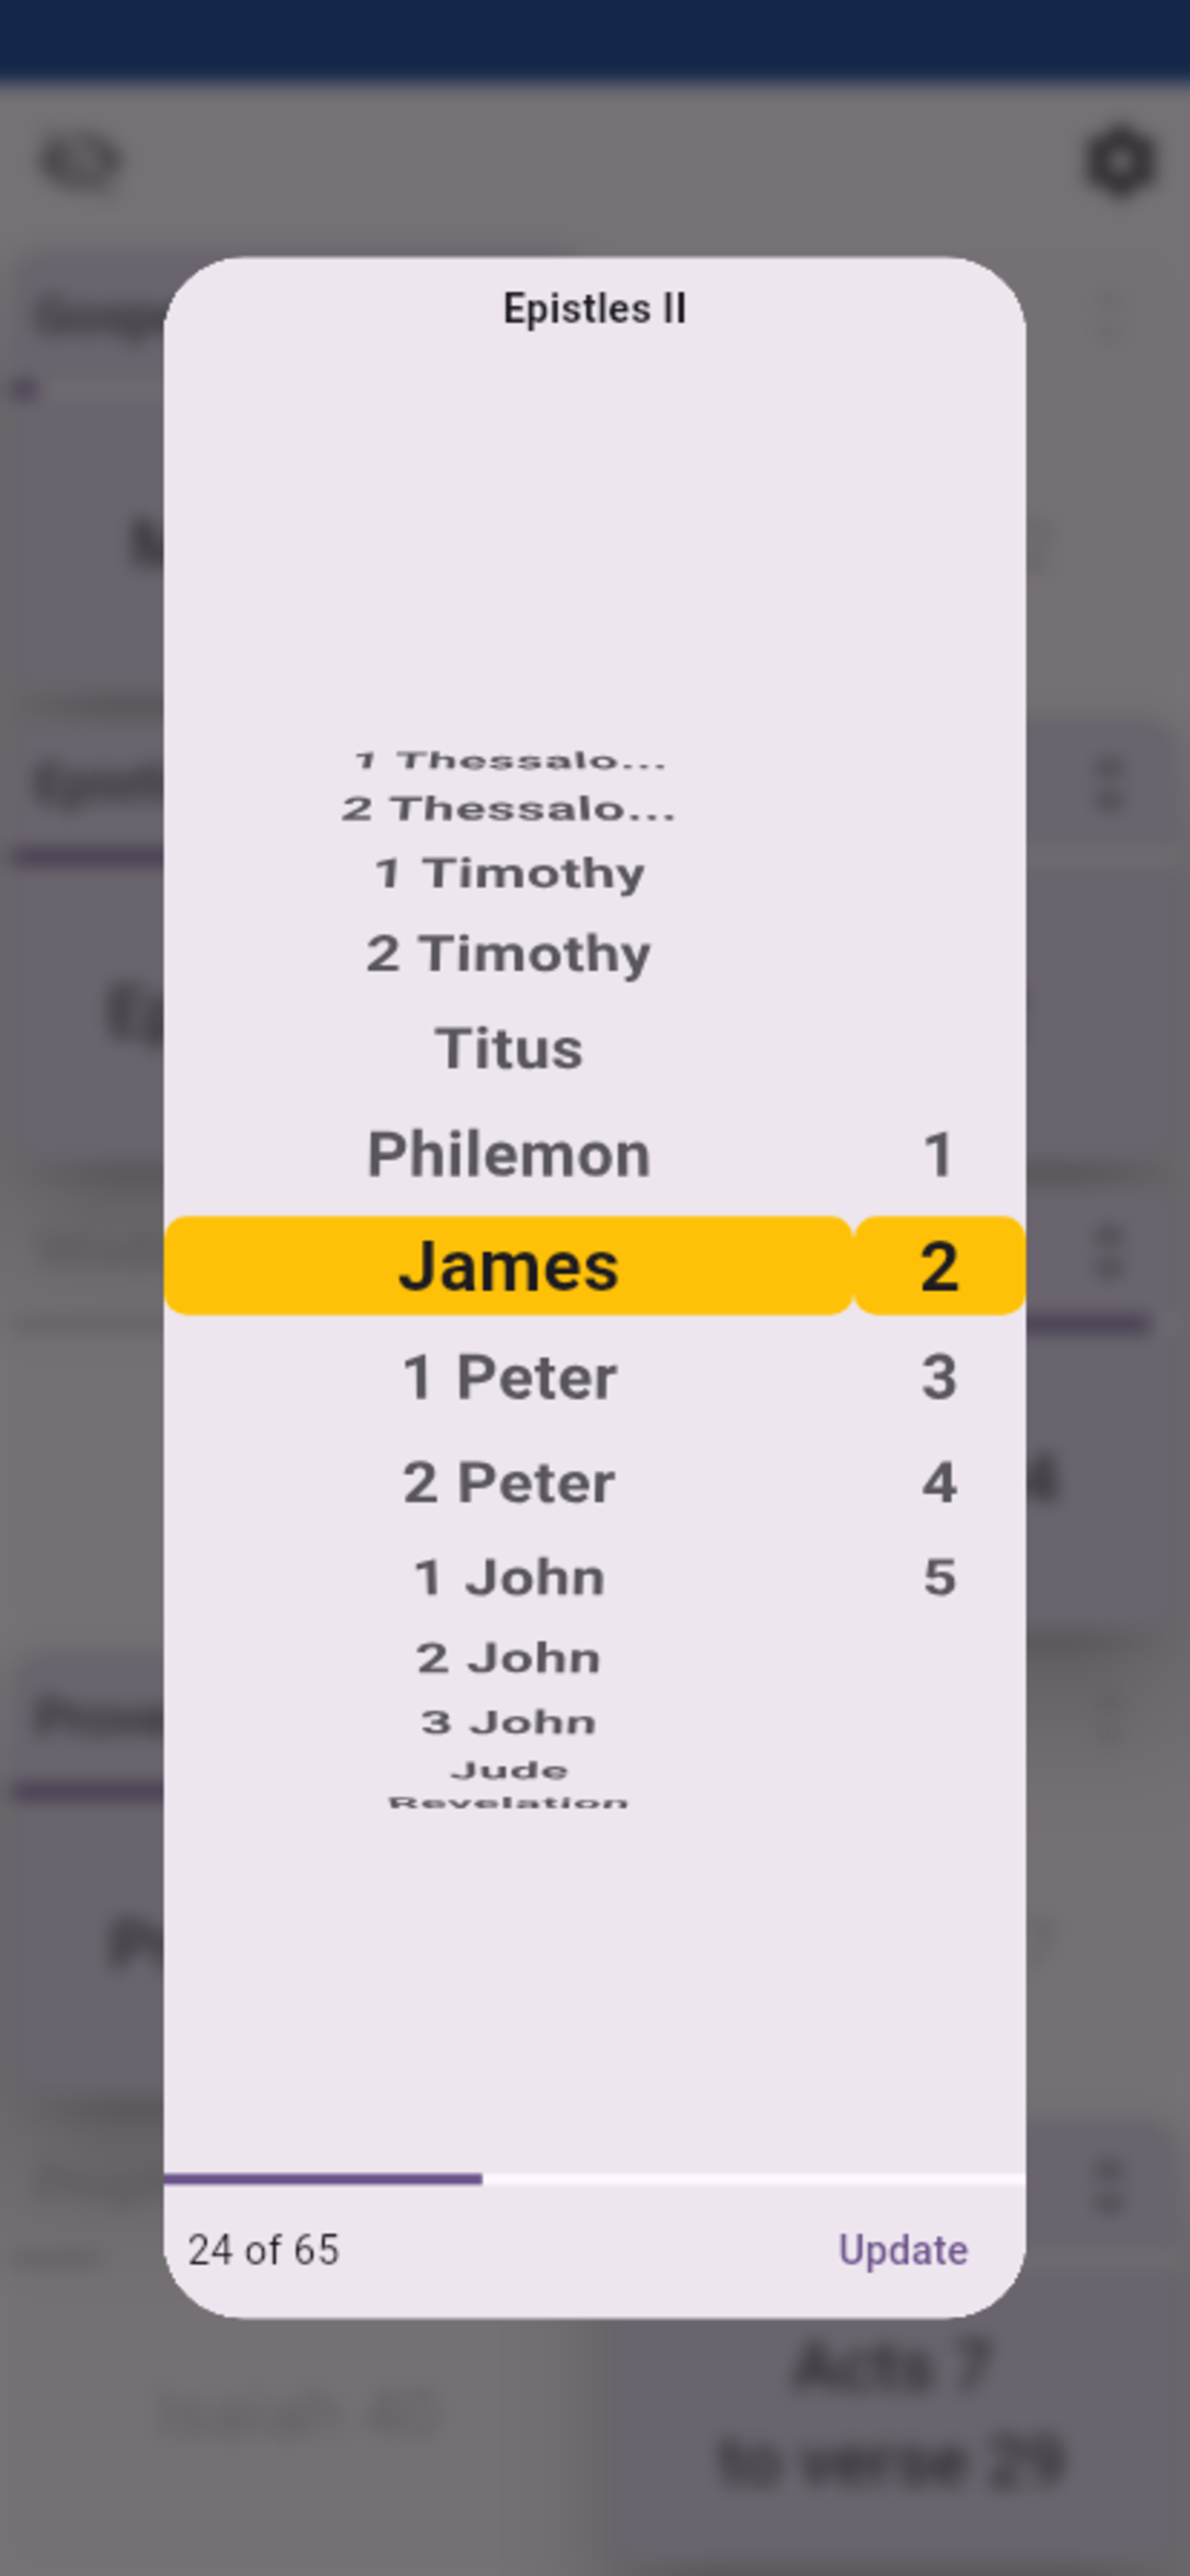 Epistles II
1 Thessalo...
2 Thessalo...
1 Timothy
2 Timothy
Titus
Philemon 1
James 2
1 Peter 3
2 Peter 4
1 John 5
2 John
3 John
Jude
Revelation
24 of 65 Update
Acts 7
Isaiah 40
to verse 29